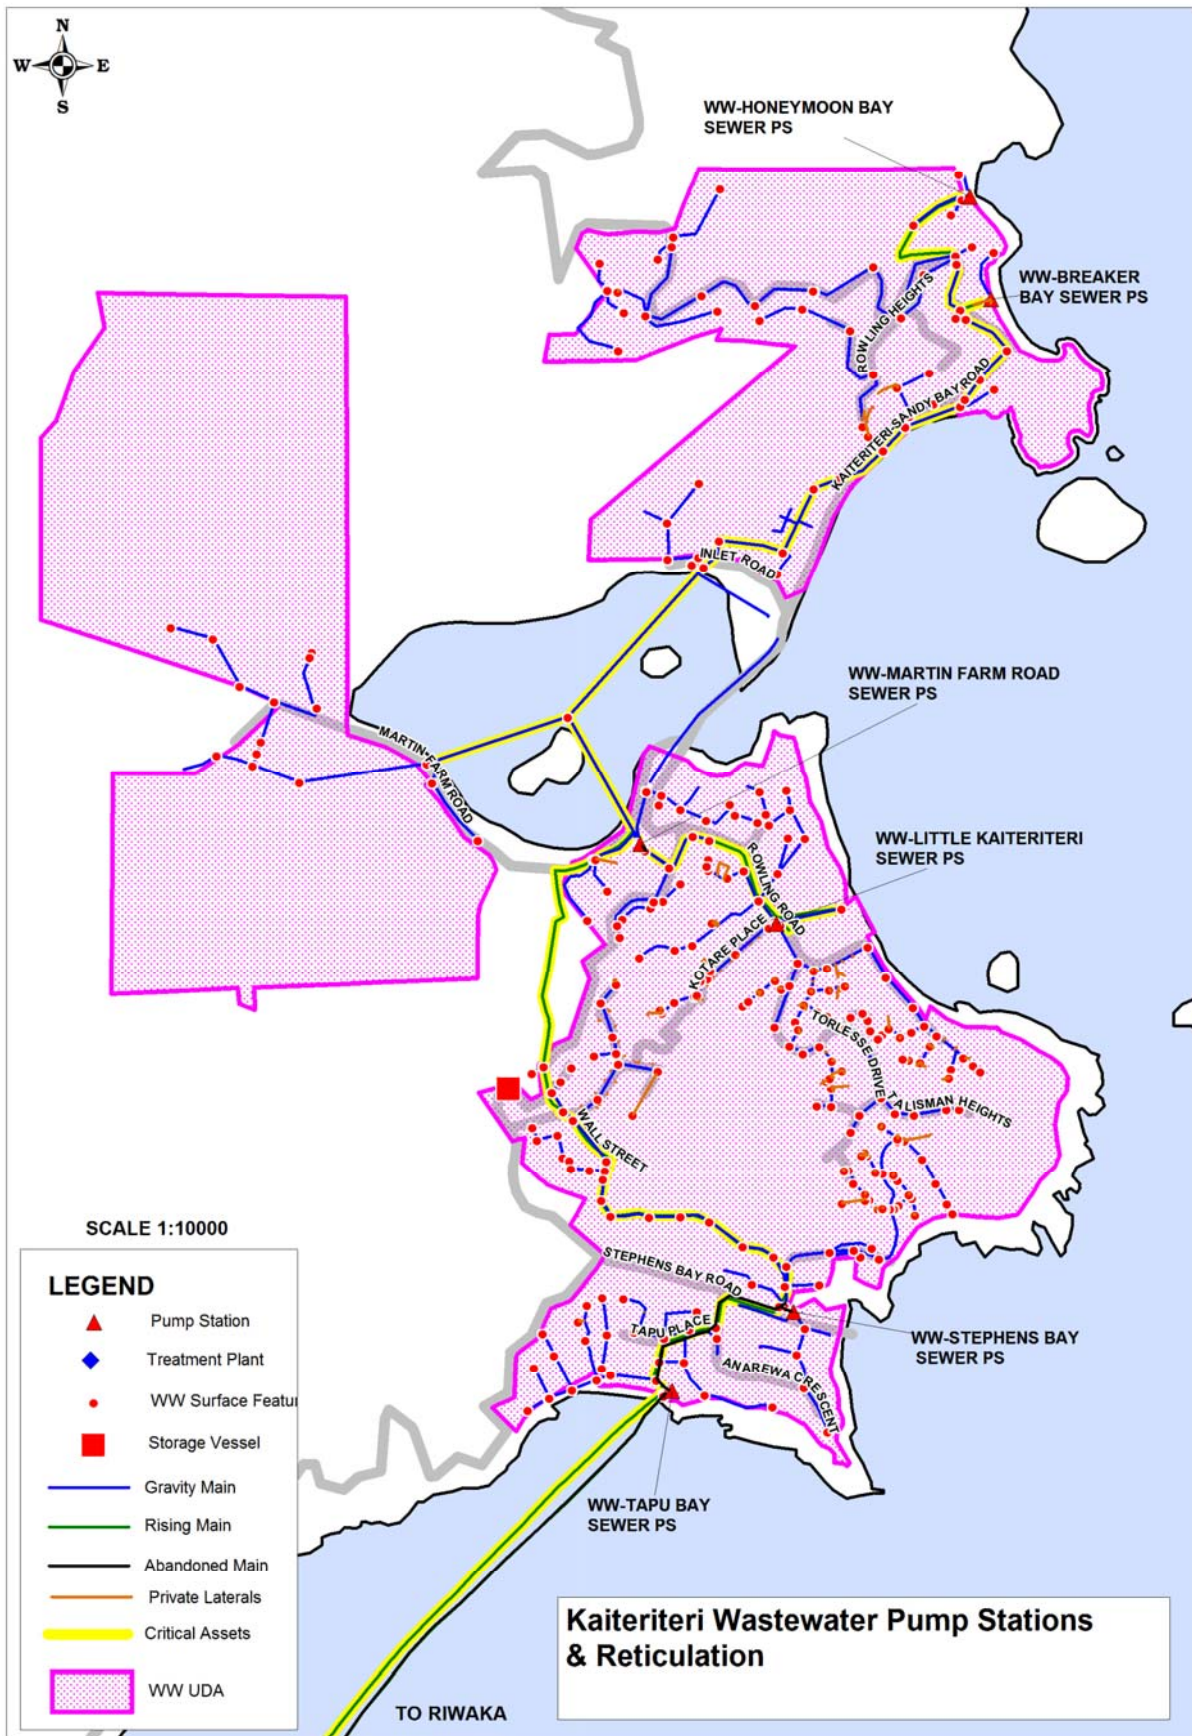 N
W E
S
WW-HONEYMOON BAY
SEWER PS
WW-BREAKER
BAY SEWER PS
ROWLING HEIGHTS
KAITERITERI-SANDY BAY ROAD
INLET ROAD
WW-MARTIN FARM ROAD
SEWER PS
MARTIN FARM ROAD
WW-LITTLE KAITERITERI
SEWER PS
ROWLING ROAD
KOTARE PLACE
TORLESSE DRIVE
TALISMAN HEIGHTS
WALL STREET
STEPHENS BAY ROAD
TAPU PLACE
ANAREWA CRESCENT
WW-STEPHENS BAY
SEWER PS
WW-TAPU BAY
SEWER PS
SCALE 1:10000
LEGEND
Pump Station
Treatment Plant
WW Surface Featur
Storage Vessel
Gravity Main
Rising Main
Abandoned Main
Private Laterals
Critical Assets
WW UDA
TO RIWAKA
Kaiteriteri Wastewater Pump Stations
& Reticulation